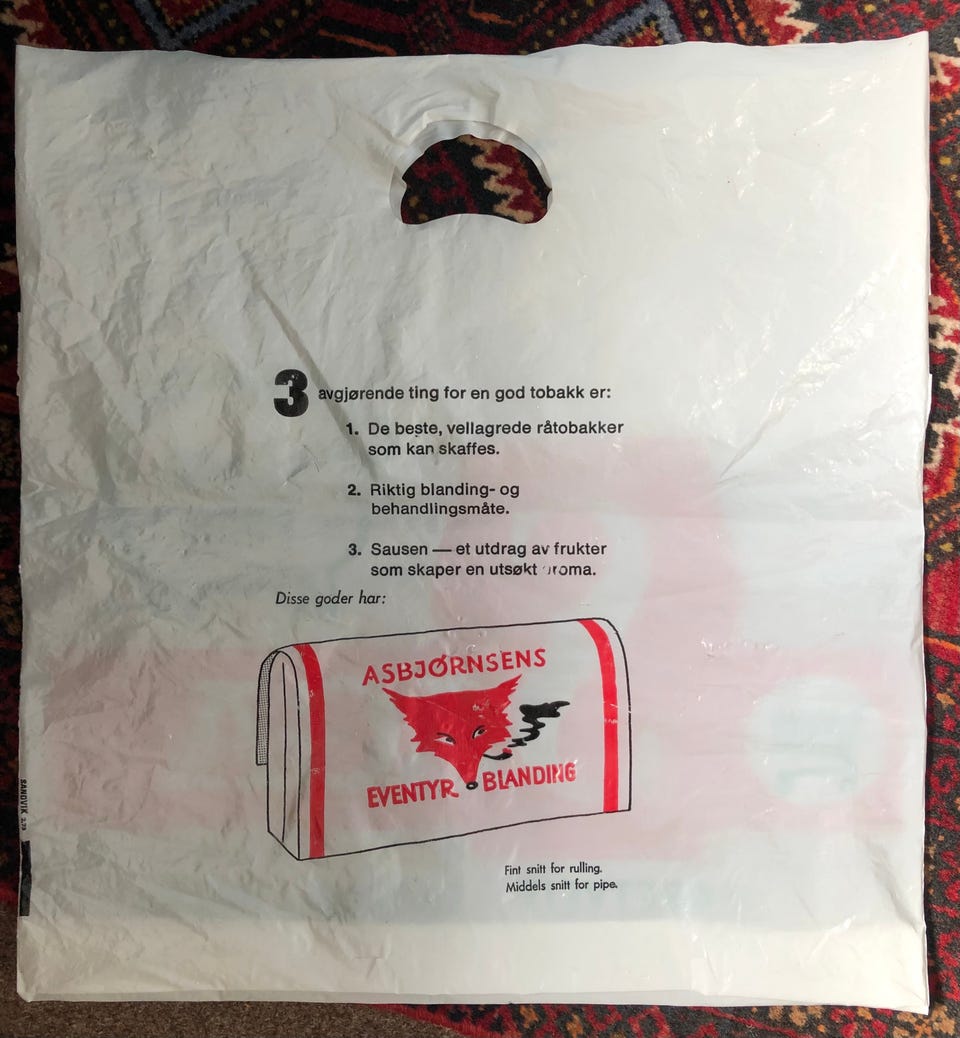 3 avgjørende ting for en god tobakk er:
1. De beste, vellagrede råtobakker
som kan skaffes.
2. Riktig blanding- og
behandlingsmåte.
3. Sausen — et utdrag av frukter
som skaper en utsøkt aroma.
Disse goder har:
ASBJØRNSENS
EVENTYR BLANDING
Fint snitt for rulling.
Middels snitt for pipe.
SANDVIK